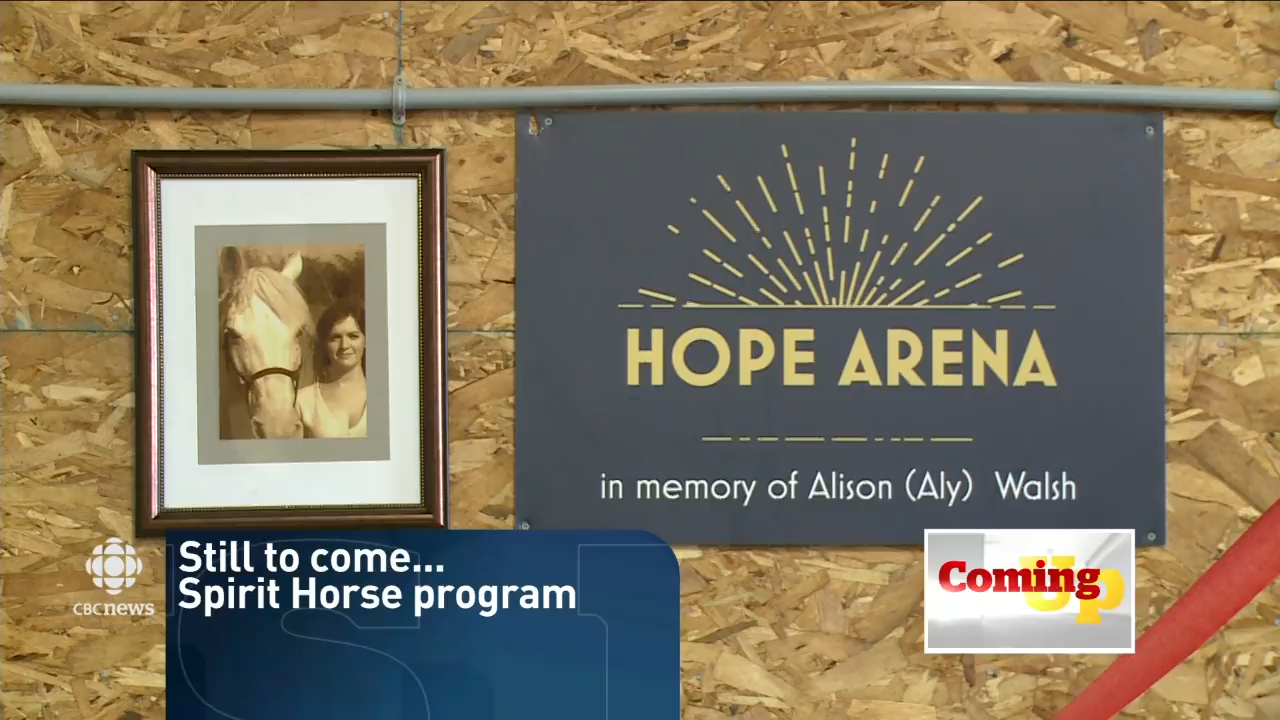 HOPE ARENA
in memory of Alison (Aly) Walsh
Still to come...
Spirit Horse program
CBCNEWS
Coming
Up